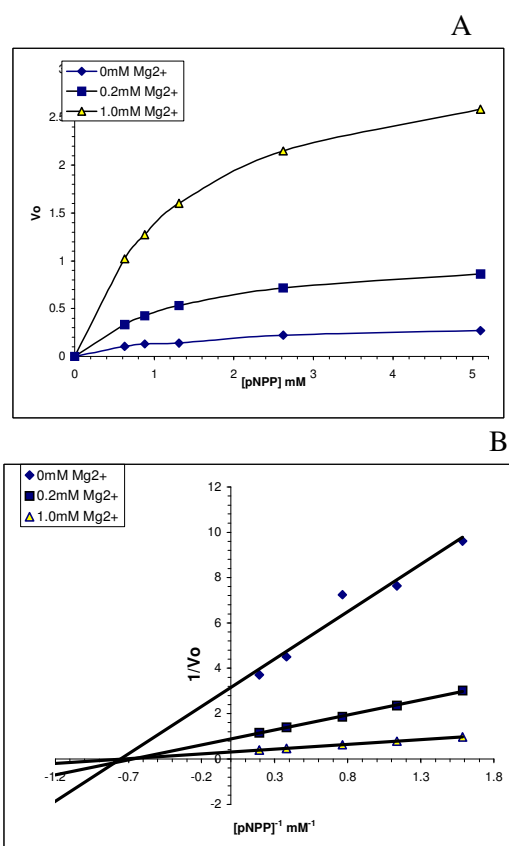 A
0mM Mg2+
0.2mM Mg2+
1.0mM Mg2+
3
2.5
2
1.5
1
0.5
0
Vo
0 1 2 3 4 5
[pNPP] mM
B
0mM Mg2+
0.2mM Mg2+
1.0mM Mg2+
12
10
8
6
4
2
0
-2
1/Vo
-1.2 -0.7 -0.2 0.3 0.8 1.3 1.8
[pNPP]⁻¹ mM⁻¹